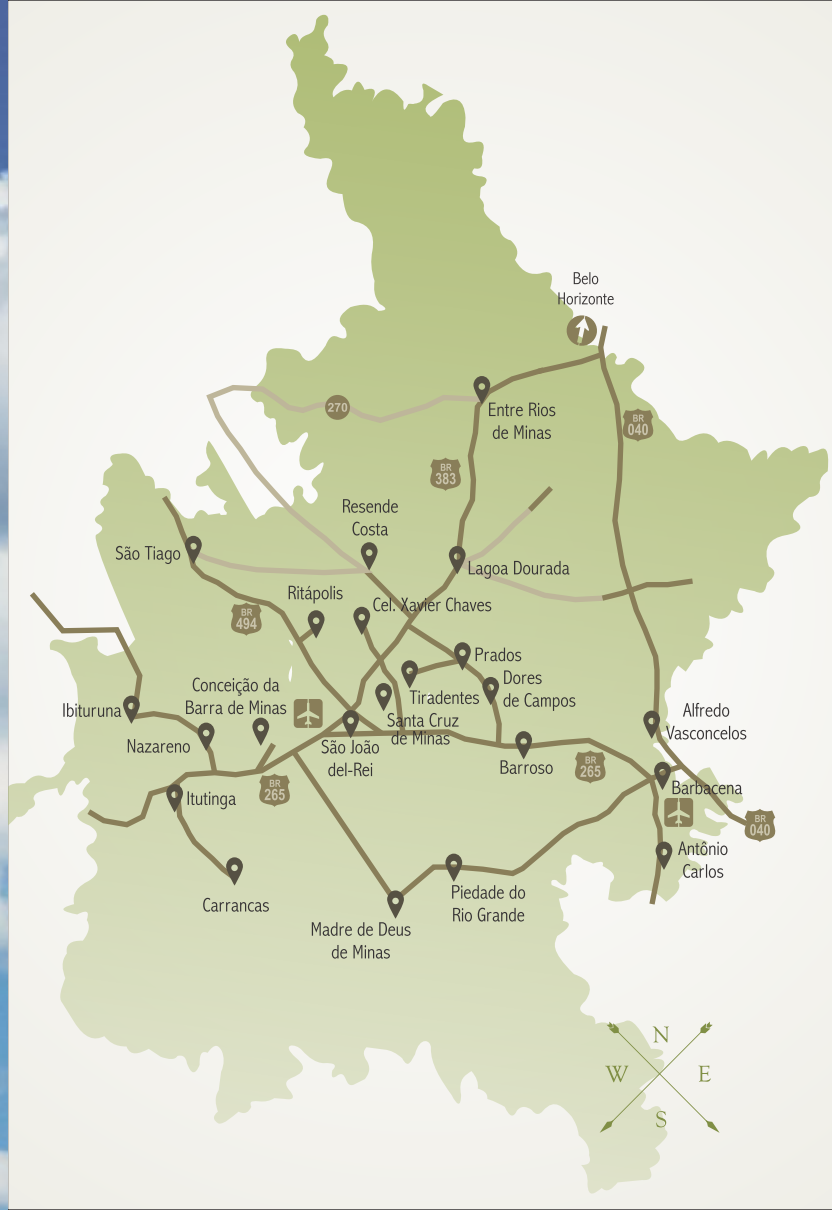 Belo
Horizonte
270
Entre Rios
de Minas
BR
040
BR
383
Resende
Costa
São Tiago
Lagoa Dourada
Ritápolis
Cel. Xavier Chaves
BR
494
Prados
Conceição da
Barra de Minas
Tiradentes
Dores
de Campos
Ibituruna
Santa Cruz
de Minas
Alfredo
Vasconcelos
Nazareno
São João
del-Rei
Barroso
BR
265
BR
265
Itutinga
Barbacena
BR
040
Antônio
Carlos
Carrancas
Piedade do
Rio Grande
Madre de Deus
de Minas
N
W
E
S